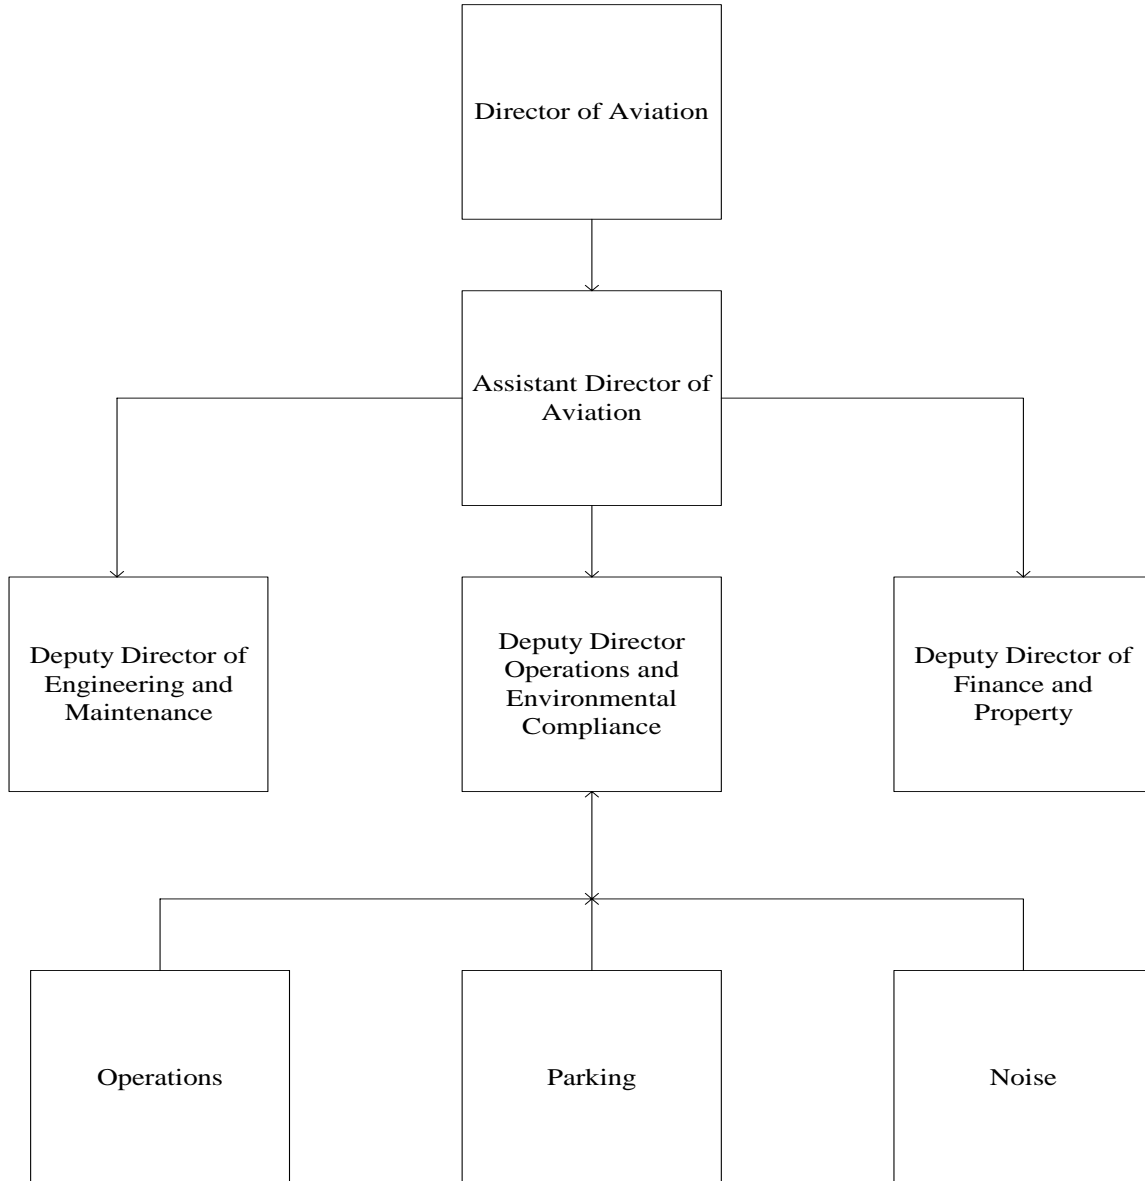 Director of Aviation
Assistant Director of
Aviation
Deputy Director of
Engineering and
Maintenance
Deputy Director
Operations and
Environmental
Compliance
Deputy Director of
Finance and
Property
Operations
Parking
Noise